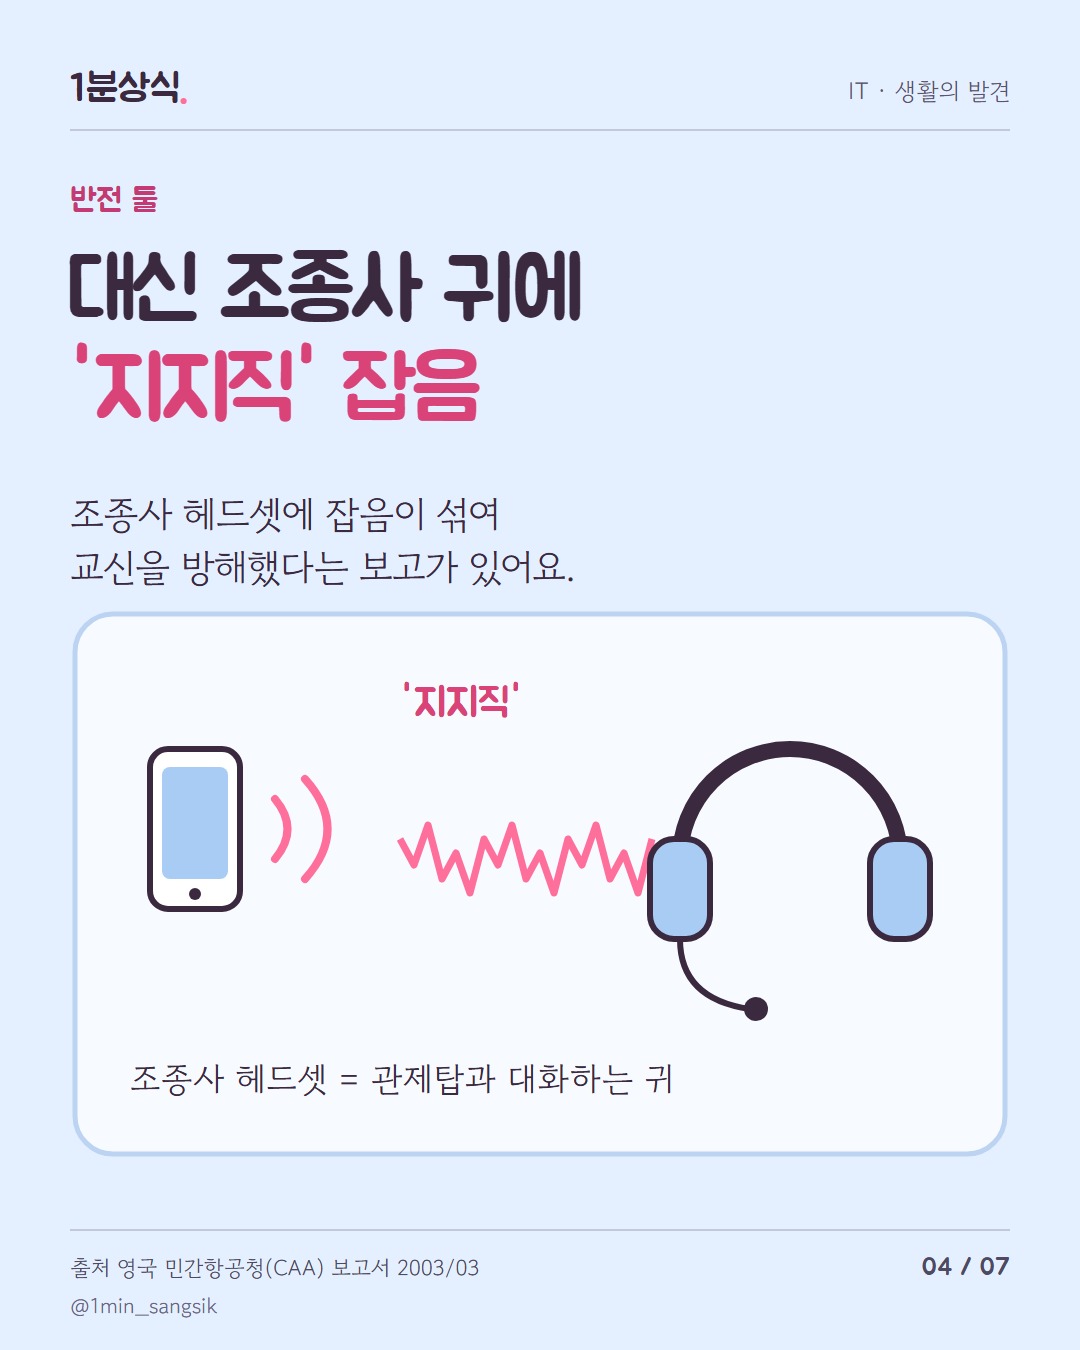 1분상식.
IT · 생활의 발견
반전 둘
대신 조종사 귀에
'지지직' 잡음
조종사 헤드셋에 잡음이 섞여
교신을 방해했다는 보고가 있어요.
'지지직'
조종사 헤드셋 = 관제탑과 대화하는 귀
출처 영국 민간항공청(CAA) 보고서 2003/03
04 / 07
@1min_sangsik